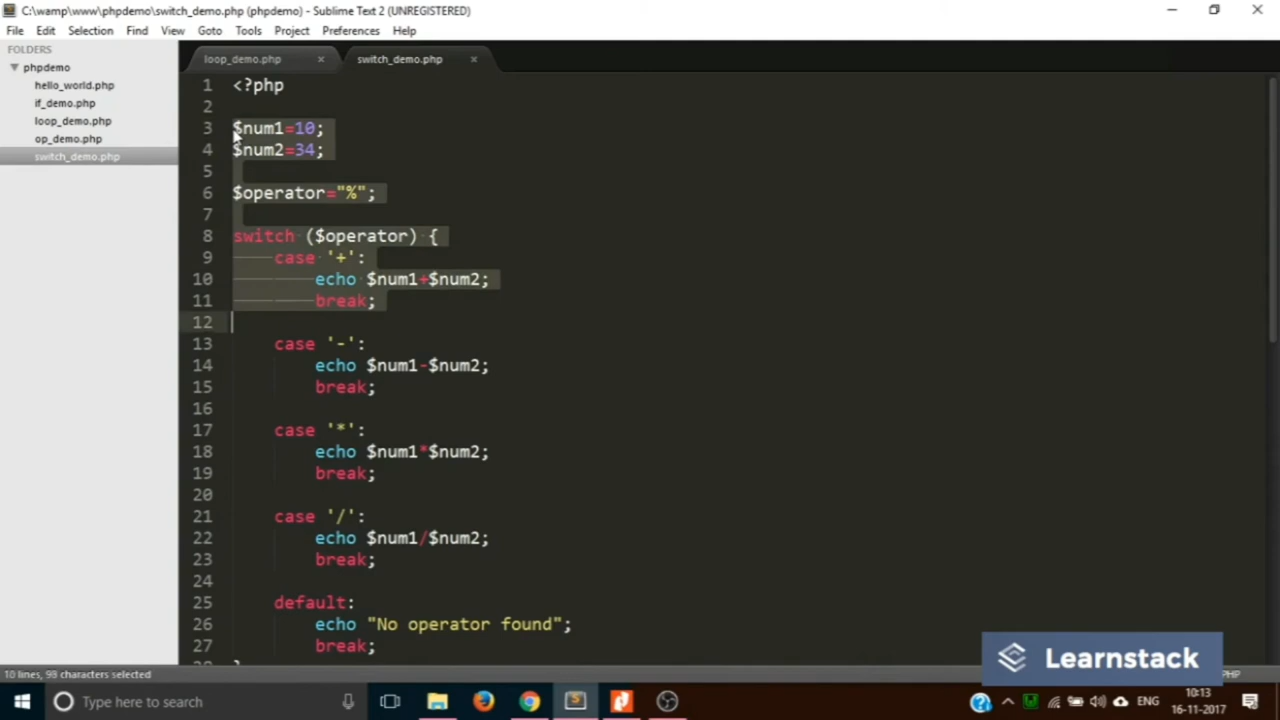 C:\wamp\www\phpdemo\switch_demo.php (phpdemo) - Sublime Text 2 (UNREGISTERED)
File Edit Selection Find View Goto Tools Project Preferences Help
FOLDERS
phpdemo
hello_world.php
if_demo.php
loop_demo.php
op_demo.php
switch_demo.php
loop_demo.php × switch_demo.php ×
1 <?php
2
3 $num1=10;
4 $num2=34;
5
6 $operator="%";
7
8 switch ($operator) {
9 case '+':
10 echo $num1+$num2;
11 break;
12
13 case '-':
14 echo $num1-$num2;
15 break;
16
17 case '*':
18 echo $num1*$num2;
19 break;
20
21 case '/':
22 echo $num1/$num2;
23 break;
24
25 default:
26 echo "No operator found";
27 break;
Learnstack
10 lines, 93 characters selected
PHP
Type here to search
ENG
10:13
16-11-2017